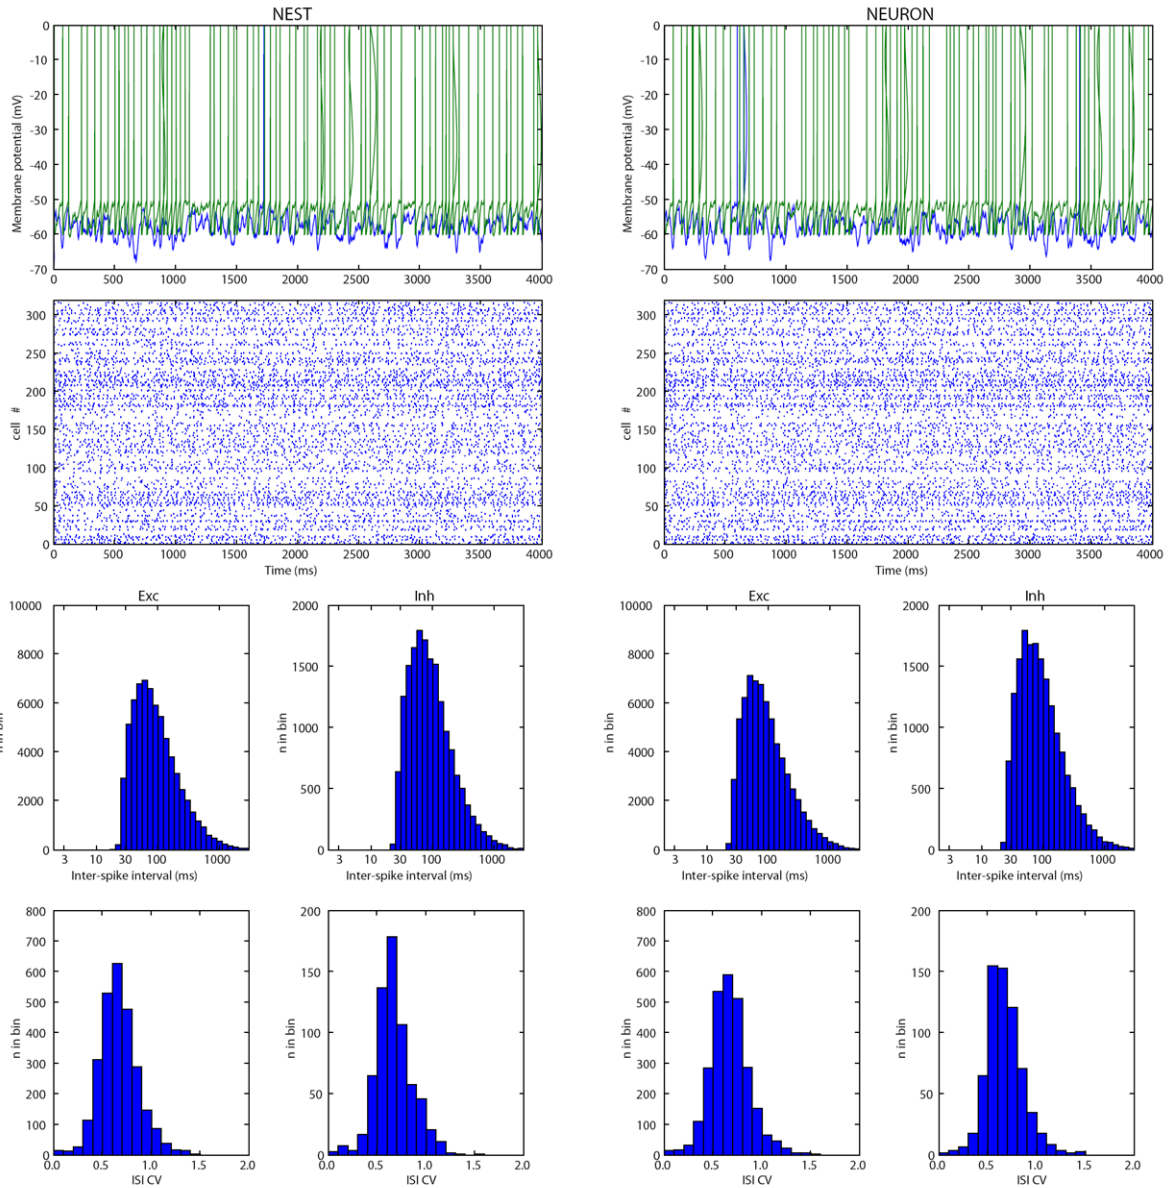 NEST
NEURON
0
-10
-20
-30
-40
-50
-60
-70
Membrane potential (mV)
0 500 1000 1500 2000 2500 3000 3500 4000
0
-10
-20
-30
-40
-50
-60
-70
Membrane potential (mV)
0 500 1000 1500 2000 2500 3000 3500 4000
300
250
200
150
100
50
0
cell #
0 500 1000 1500 2000 2500 3000 3500 4000
Time (ms)
300
250
200
150
100
50
0
cell #
0 500 1000 1500 2000 2500 3000 3500 4000
Time (ms)
Exc
10000
8000
6000
4000
2000
0
n in bin
3 10 30 100 1000
Inter-spike interval (ms)
Inh
2000
1500
1000
500
0
n in bin
3 10 30 100 1000
Inter-spike interval (ms)
Exc
10000
8000
6000
4000
2000
0
n in bin
3 10 30 100 1000
Inter-spike interval (ms)
Inh
2000
1500
1000
500
0
n in bin
3 10 30 100 1000
Inter-spike interval (ms)
800
700
600
500
400
300
200
100
0
n in bin
0.0 0.5 1.0 1.5 2.0
ISI CV
200
150
100
50
0
n in bin
0.0 0.5 1.0 1.5 2.0
ISI CV
800
700
600
500
400
300
200
100
0
n in bin
0.0 0.5 1.0 1.5 2.0
ISI CV
200
150
100
50
0
n in bin
0.0 0.5 1.0 1.5 2.0
ISI CV